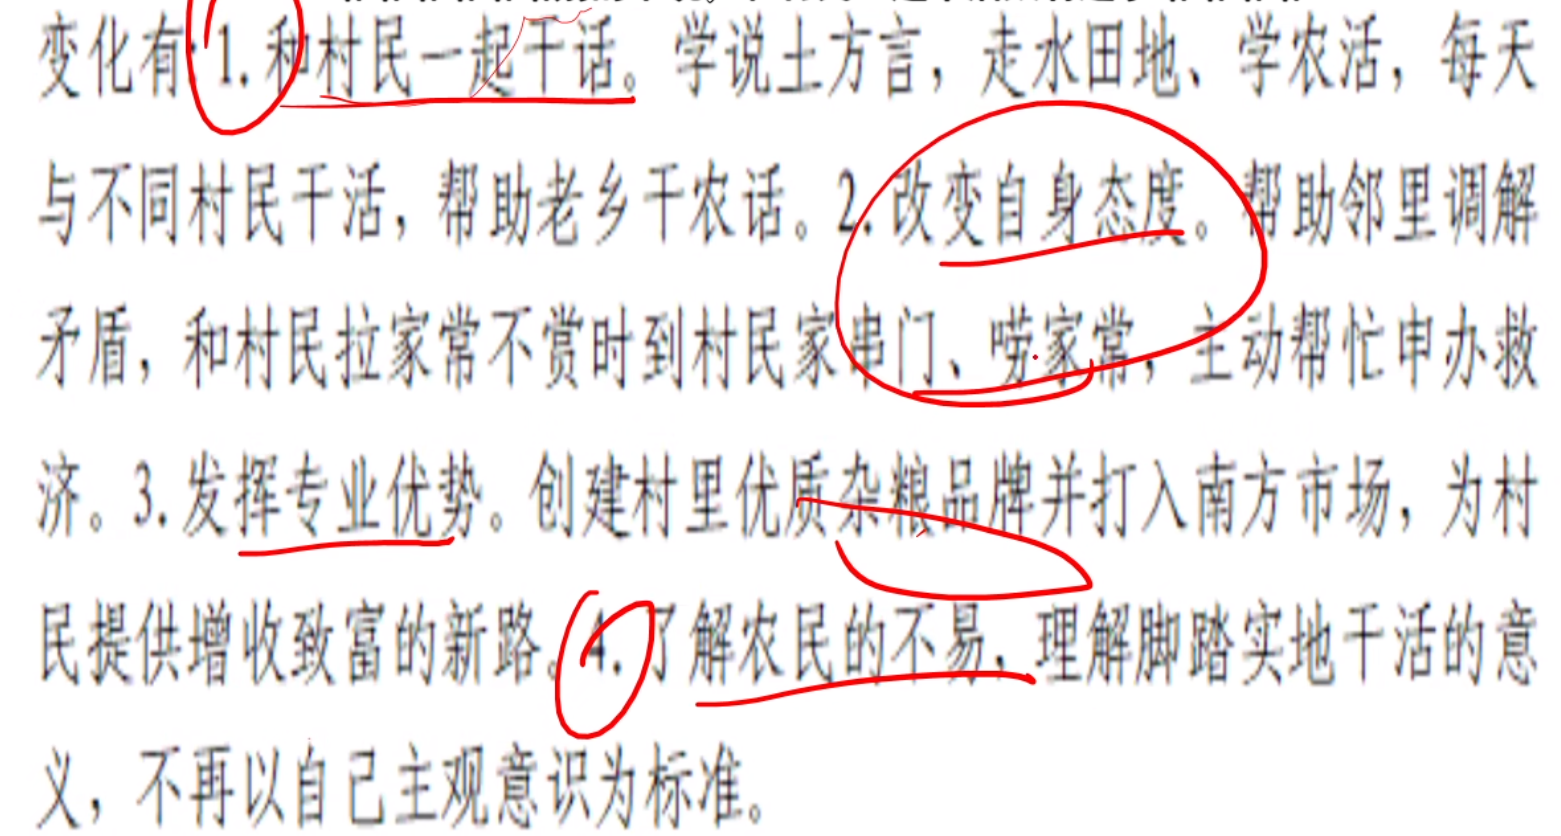 变化有:1.和村民一起干话。学说土方言，走水田地、学农活，每天
与不同村民干活，帮助老乡干农话。2.改变自身态度。帮助邻里调解
矛盾，和村民拉家常不赏时到村民家串门、唠家常，主动帮忙申办救
济。3.发挥专业优势。创建村里优质杂粮品牌并打入南方市场，为村
民提供增收致富的新路。4.了解农民的不易，理解脚踏实地干活的意
义，不再以自己主观意识为标准。